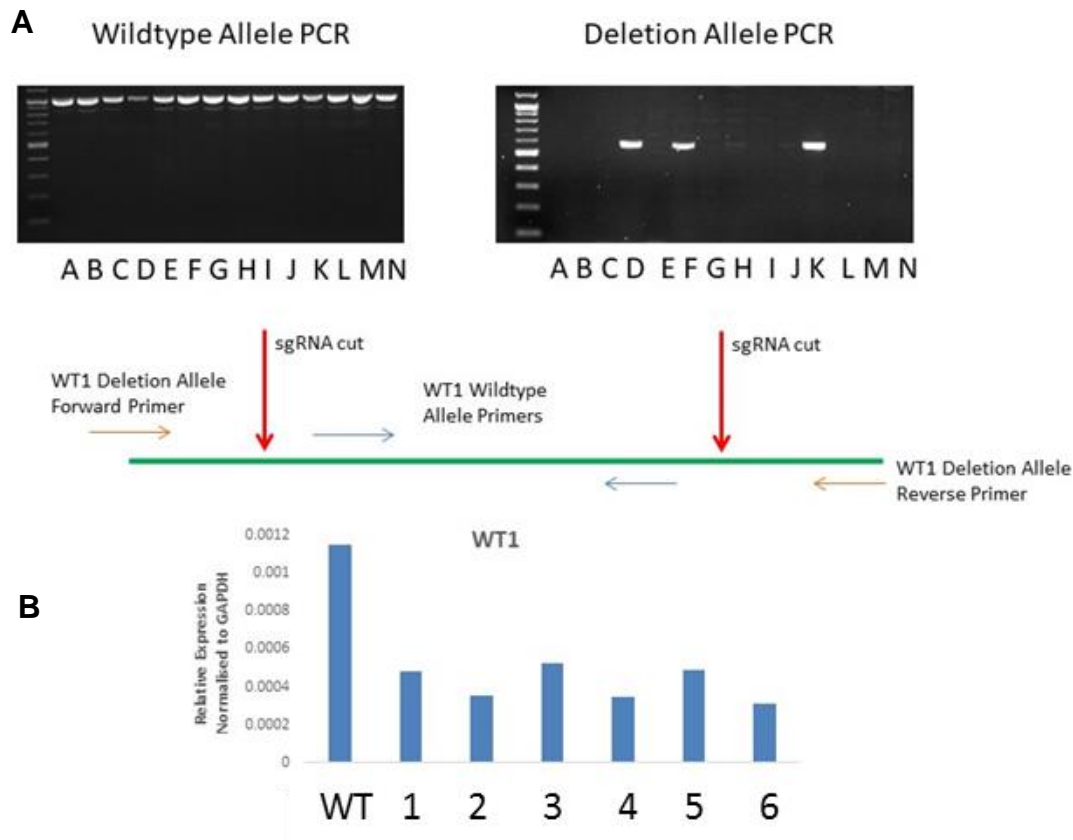 A
Wildtype Allele PCR
Deletion Allele PCR
A B C D E F G H I J K L M N
A B C D E F G H I J K L M N
sgRNA cut
sgRNA cut
WT1 Deletion Allele
Forward Primer
WT1 Wildtype
Allele Primers
WT1 Deletion Allele
Reverse Primer
B
WT1
Relative Expression
Normalised to GAPDH
0.0012
0.001
0.0008
0.0006
0.0004
0.0002
0
WT 1 2 3 4 5 6